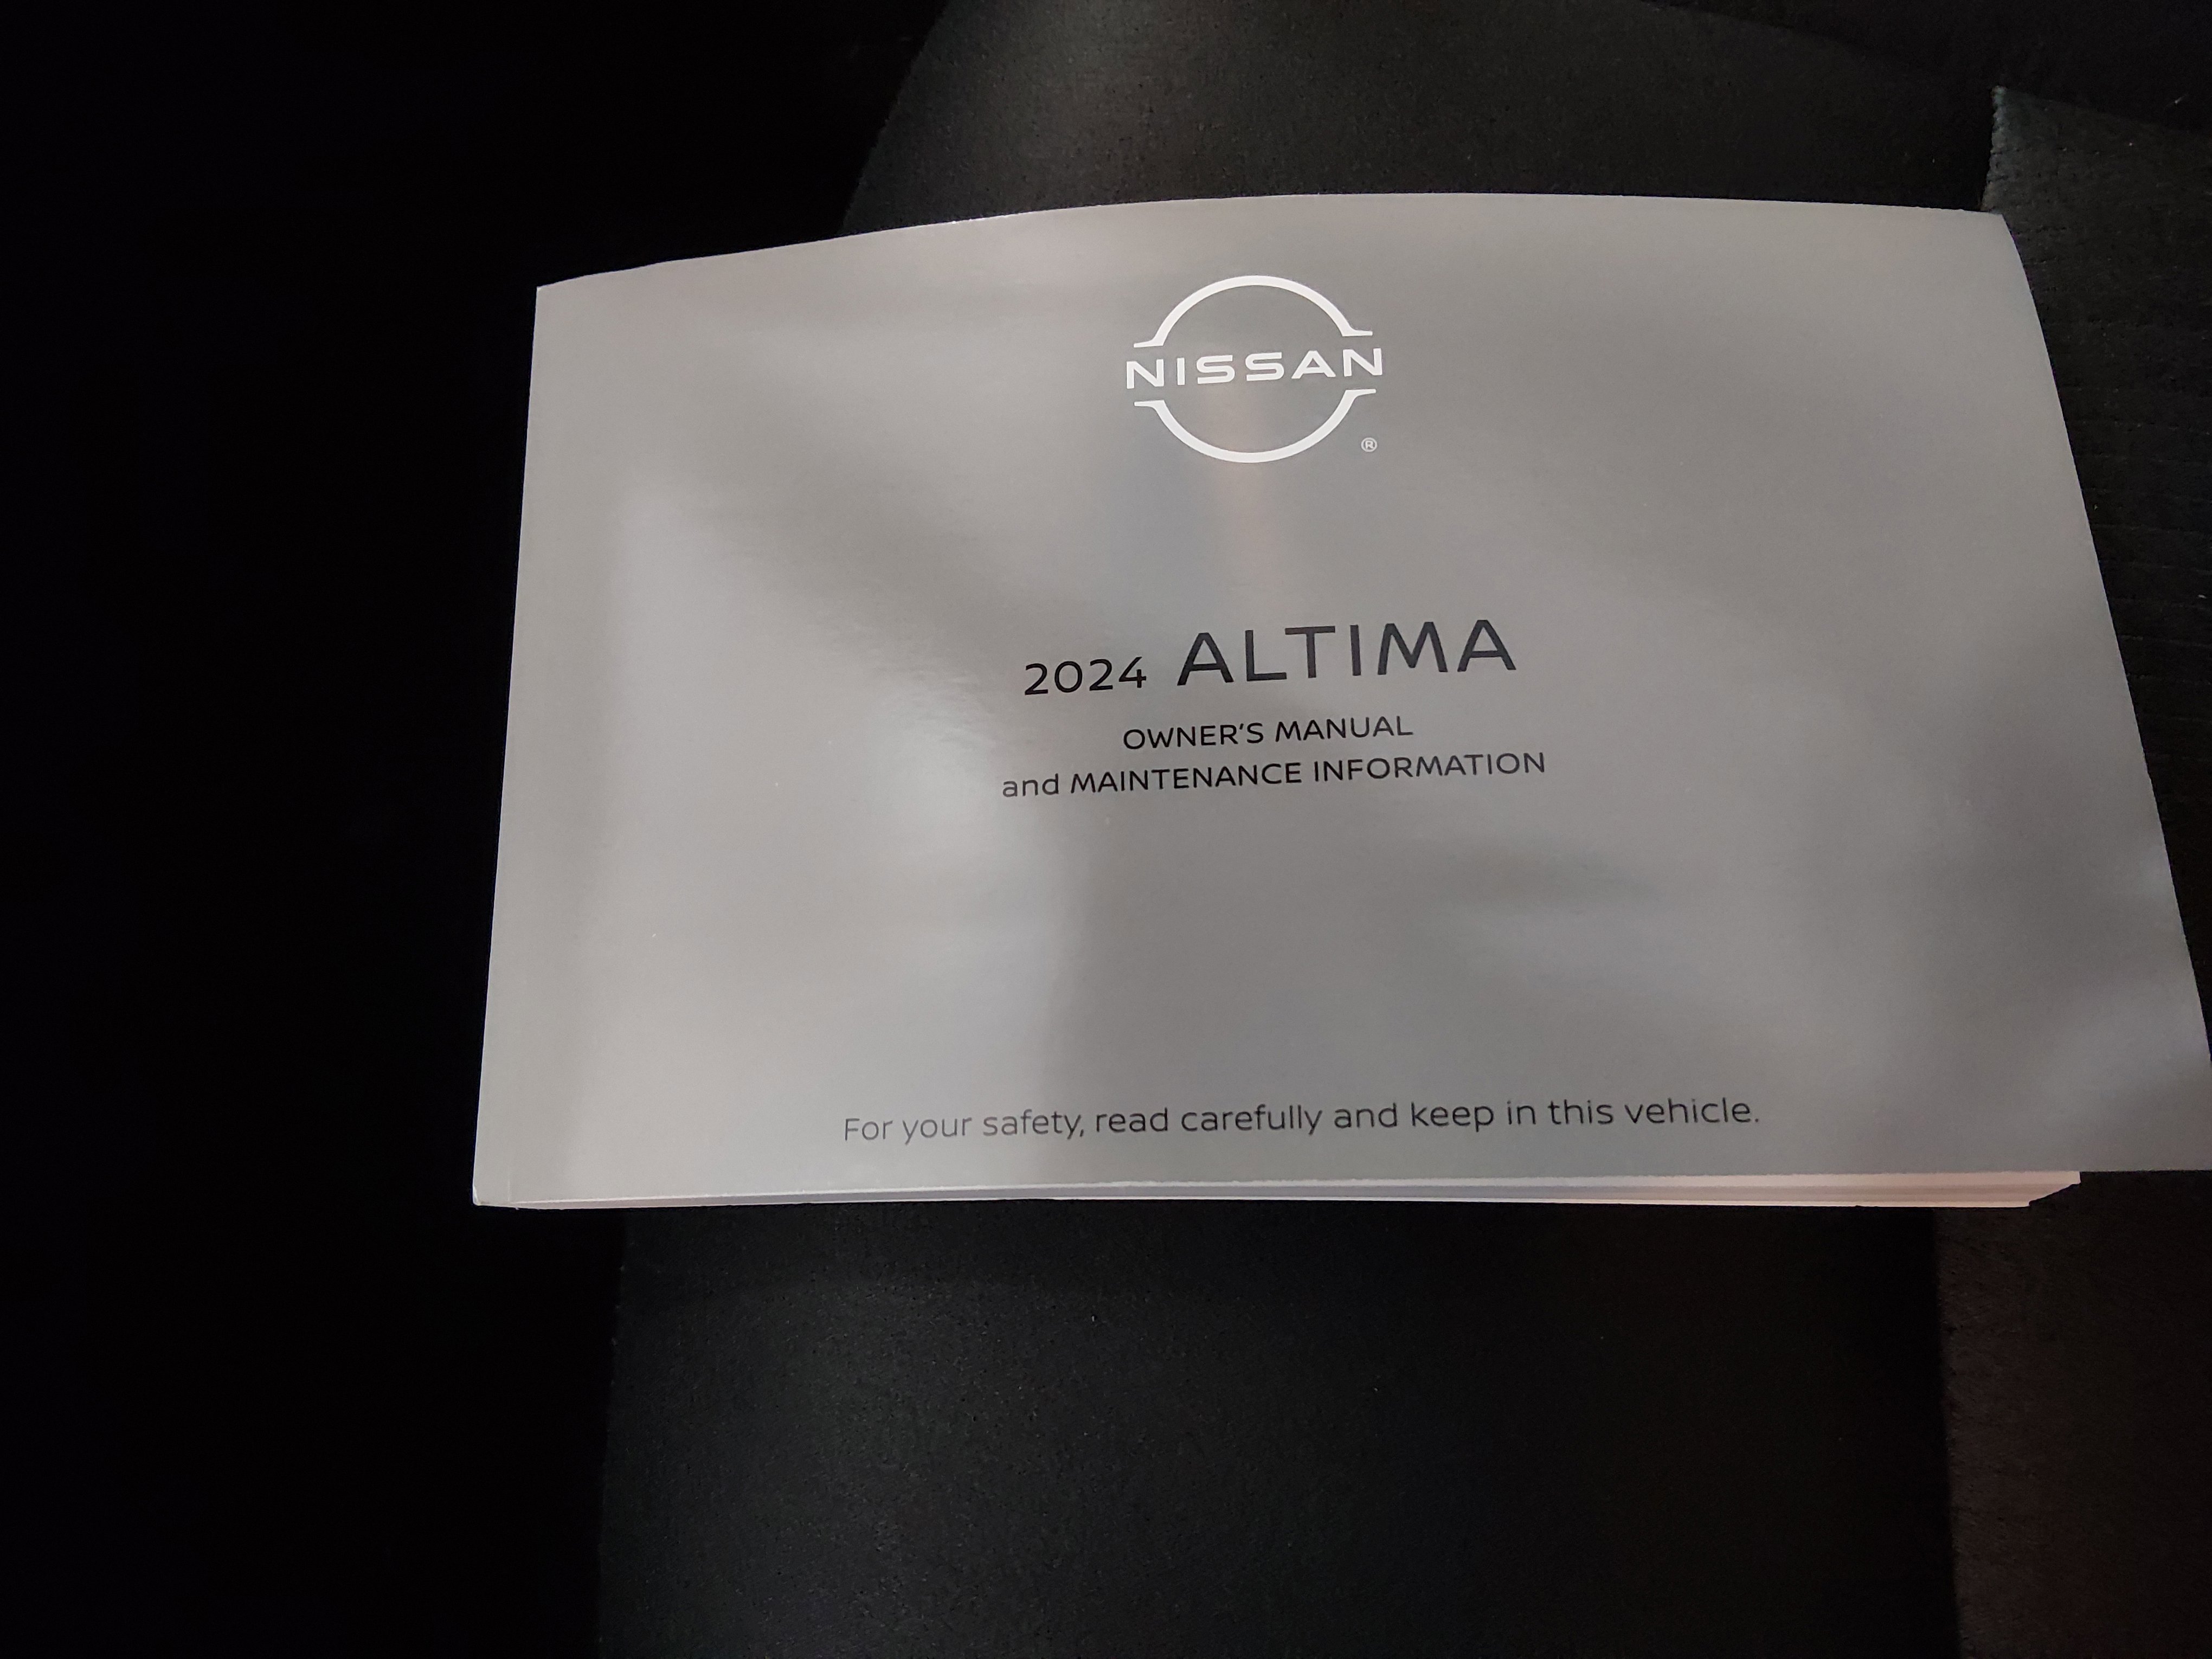 NISSAN
®
2024 ALTIMA
OWNER'S MANUAL
and MAINTENANCE INFORMATION
For your safety, read carefully and keep in this vehicle.